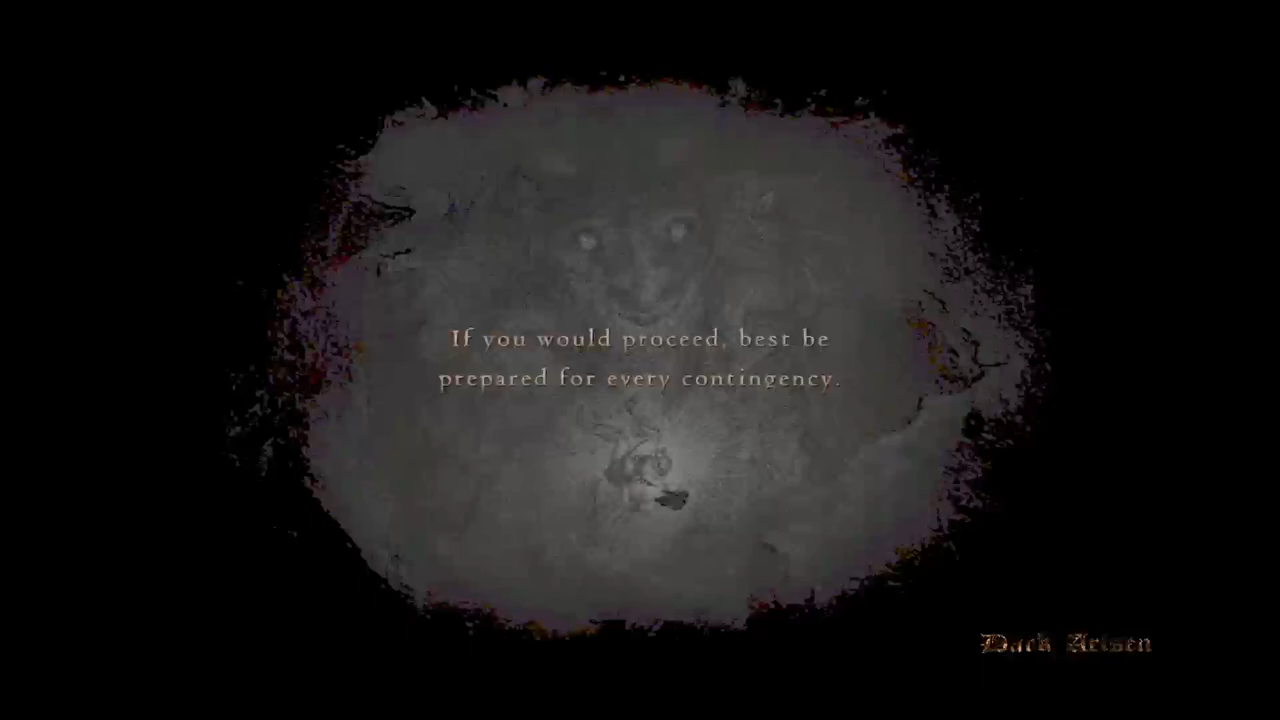 If you would proceed, best be
prepared for every contingency.
Dark Arisen